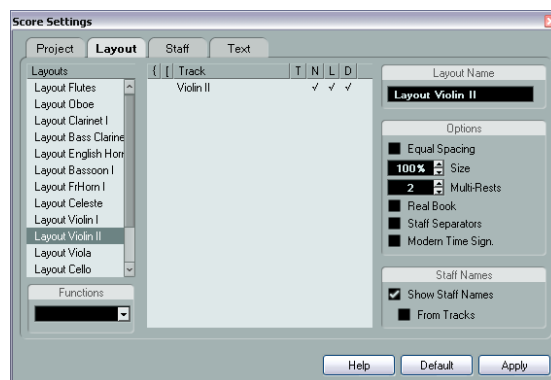 Score Settings
Project Layout Staff Text
Layouts
Layout Flutes
Layout Oboe
Layout Clarinet I
Layout Bass Clarine
Layout English Horr
Layout Bassoon I
Layout FrHorn I
Layout Celeste
Layout Violin I
Layout Violin II
Layout Viola
Layout Cello
Functions
{ [ Track T N L D
Violin II ✓ ✓ ✓
Layout Name
Layout Violin II
Options
Equal Spacing
100% Size
2 Multi-Rests
Real Book
Staff Separators
Modern Time Sign.
Staff Names
Show Staff Names
From Tracks
Help Default Apply